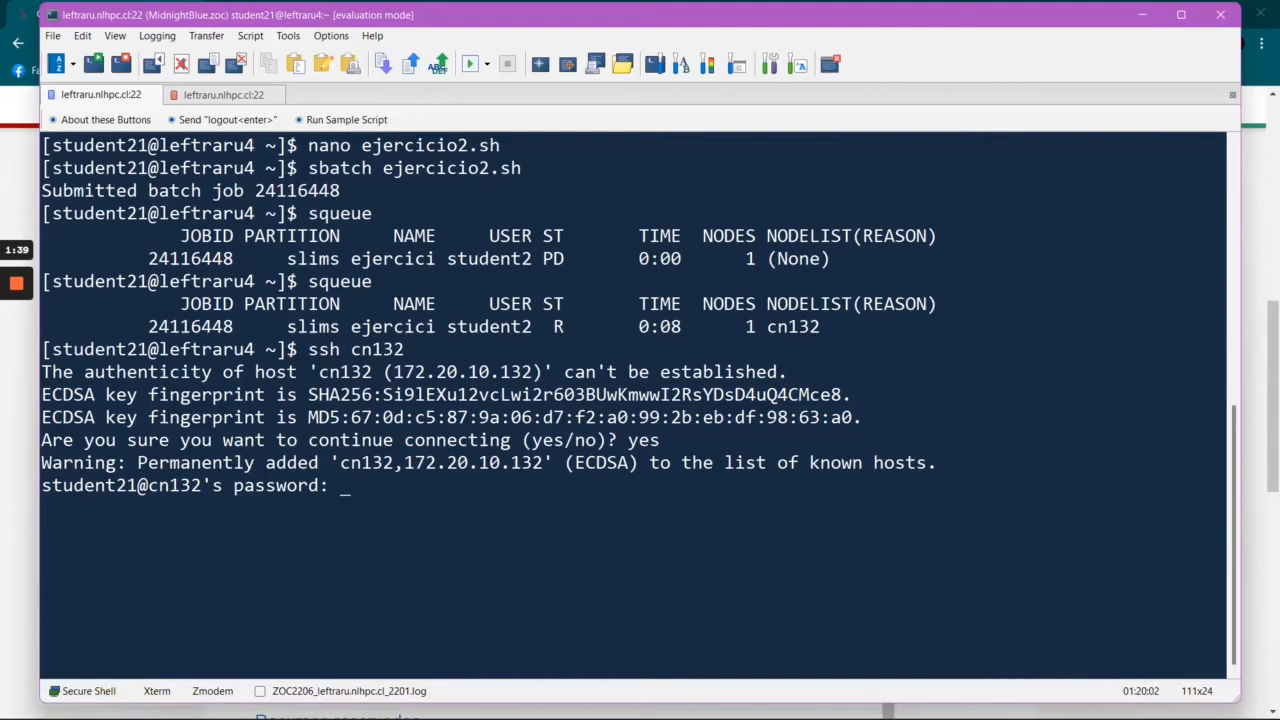 leftraru.nlhpc.cl:22 (MidnightBlue.zoc) student21@leftraru4:~ [evaluation mode]
File Edit View Logging Transfer Script Tools Options Help
leftraru.nlhpc.cl:22 leftraru.nlhpc.cl:22
About these Buttons Send "logout<enter>" Run Sample Script
[student21@leftraru4 ~]$ nano ejercicio2.sh
[student21@leftraru4 ~]$ sbatch ejercicio2.sh
Submitted batch job 24116448
[student21@leftraru4 ~]$ squeue
JOBID PARTITION NAME USER ST TIME NODES NODELIST(REASON)
24116448 slims ejercici student2 PD 0:00 1 (None)
[student21@leftraru4 ~]$ squeue
JOBID PARTITION NAME USER ST TIME NODES NODELIST(REASON)
24116448 slims ejercici student2 R 0:08 1 cn132
[student21@leftraru4 ~]$ ssh cn132
The authenticity of host 'cn132 (172.20.10.132)' can't be established.
ECDSA key fingerprint is SHA256:Si9lEXu12vcLwi2r603BUwKmwwI2RsYDsD4uQ4CMce8.
ECDSA key fingerprint is MD5:67:0d:c5:87:9a:06:d7:f2:a0:99:2b:eb:df:98:63:a0.
Are you sure you want to continue connecting (yes/no)? yes
Warning: Permanently added 'cn132,172.20.10.132' (ECDSA) to the list of known hosts.
student21@cn132's password: _
1:39
Secure Shell Xterm Zmodem ZOC2206_leftraru.nlhpc.cl_2201.log 01:20:02 111x24